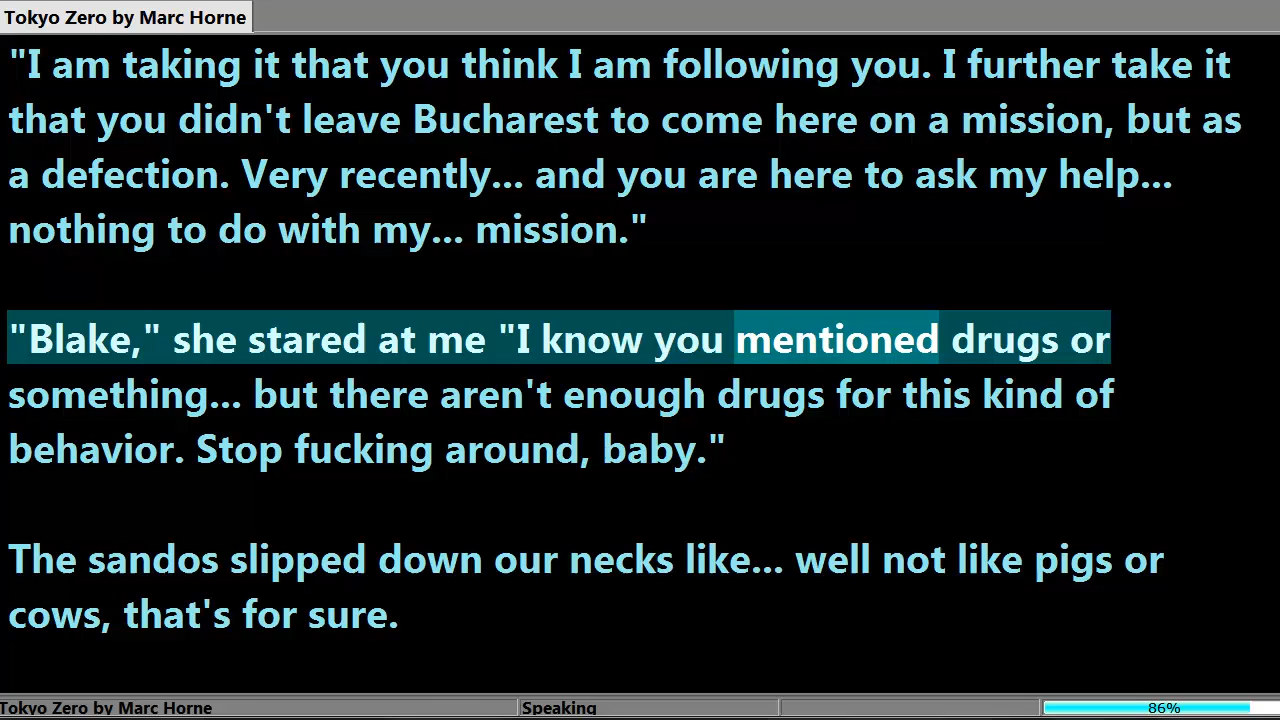 Tokyo Zero by Marc Horne
"I am taking it that you think I am following you. I further take it
that you didn't leave Bucharest to come here on a mission, but as
a defection. Very recently... and you are here to ask my help...
nothing to do with my... mission."
"Blake," she stared at me "I know you mentioned drugs or
something... but there aren't enough drugs for this kind of
behavior. Stop fucking around, baby."
The sandos slipped down our necks like... well not like pigs or
cows, that's for sure.
Tokyo Zero by Marc Horne
Speaking
86%